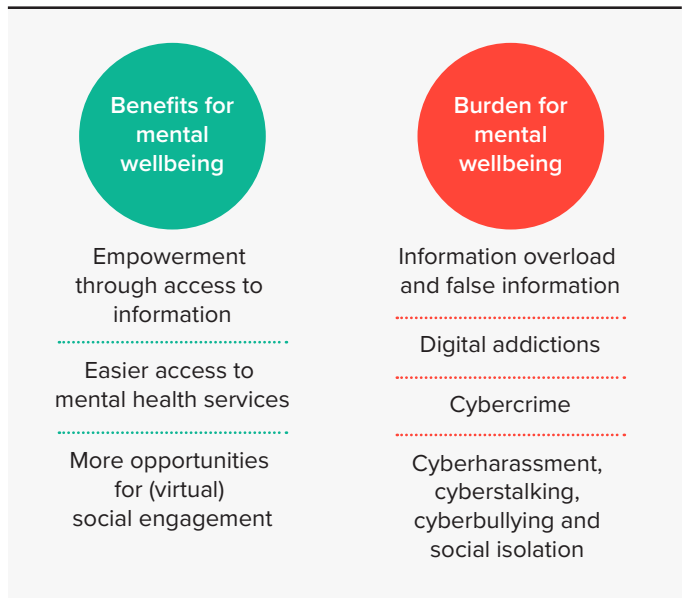 Benefits for
mental
wellbeing
Empowerment
through access to
information
Easier access to
mental health services
More opportunities
for (virtual)
social engagement
Burden for
mental
wellbeing
Information overload
and false information
Digital addictions
Cybercrime
Cyberharassment,
cyberstalking,
cyberbullying and
social isolation